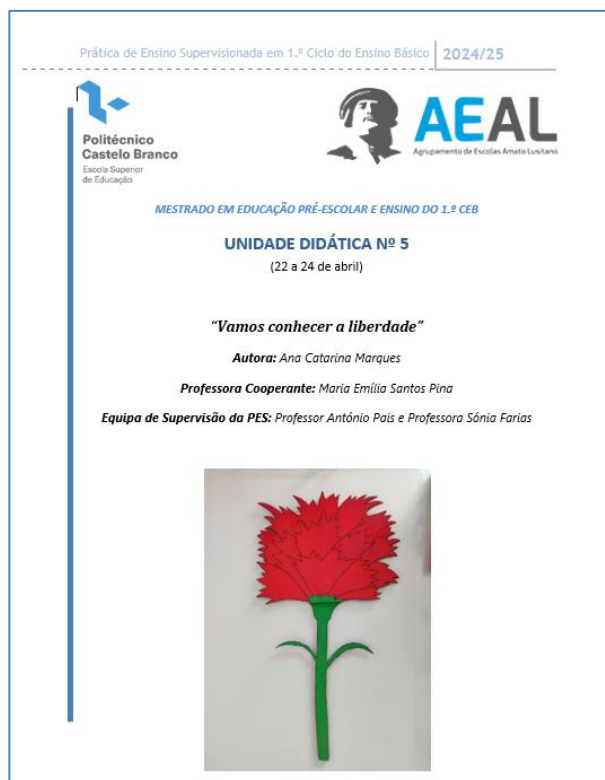 Prática de Ensino Supervisionada em 1.º Ciclo do Ensino Básico 2024/25
Politécnico
Castelo Branco
Escola Superior
de Educação
AEAL
Agrupamento de Escolas Amato Lusitano
MESTRADO EM EDUCAÇÃO PRÉ-ESCOLAR E ENSINO DO 1.º CEB
UNIDADE DIDÁTICA Nº 5
(22 a 24 de abril)
“Vamos conhecer a liberdade”
Autora: Ana Catarina Marques
Professora Cooperante: Maria Emília Santos Pina
Equipa de Supervisão da PES: Professor António Pais e Professora Sónia Farias